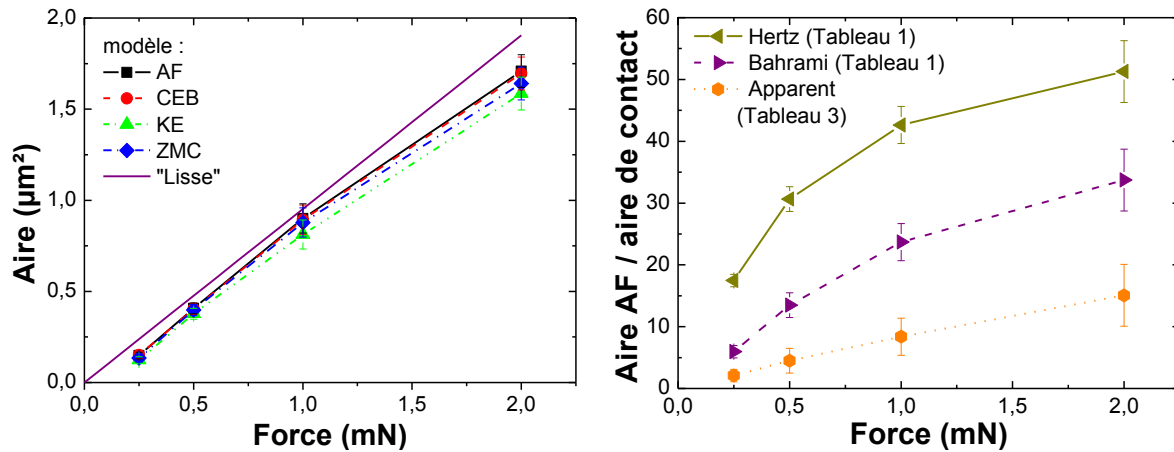 2,0
1,5
1,0
0,5
0,0
Aire (µm²)
modèle :
AF
CEB
KE
ZMC
"Lisse"
0,0 0,5 1,0 1,5 2,0
Force (mN)
60
50
40
30
20
10
0
Aire AF / aire de contact
Hertz (Tableau 1)
Bahrami (Tableau 1)
Apparent
(Tableau 3)
0,0 0,5 1,0 1,5 2,0
Force (mN)